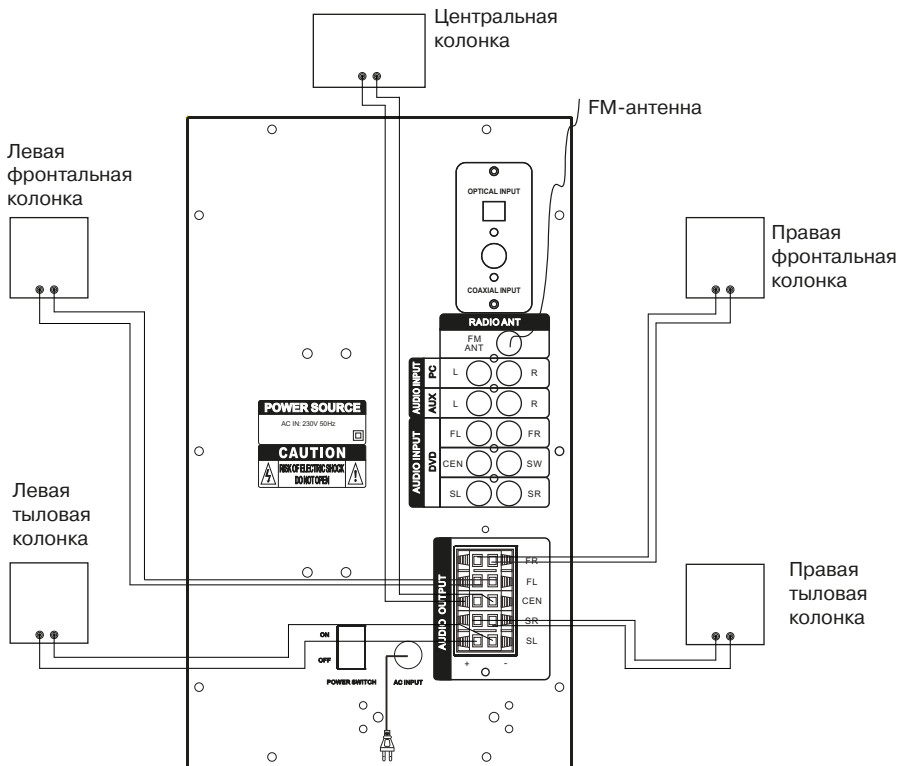 Центральная
колонка
FM-антенна
Левая
фронтальная
колонка
Правая
фронтальная
колонка
OPTICAL INPUT
COAXIAL INPUT
RADIO ANT
FM
ANT
AUDIO INPUT
PC
L
R
AUX
L
R
AUDIO INPUT
DVD
FL
FR
CEN
SW
SL
SR
POWER SOURCE
AC IN: 230V 50Hz
CAUTION
RISK OF ELECTRIC SHOCK
DO NOT OPEN
Левая
тыловая
колонка
Правая
тыловая
колонка
AUDIO OUTPUT
FR
FL
CEN
SR
SL
+ -
ON
OFF
POWER SWITCH
AC INPUT